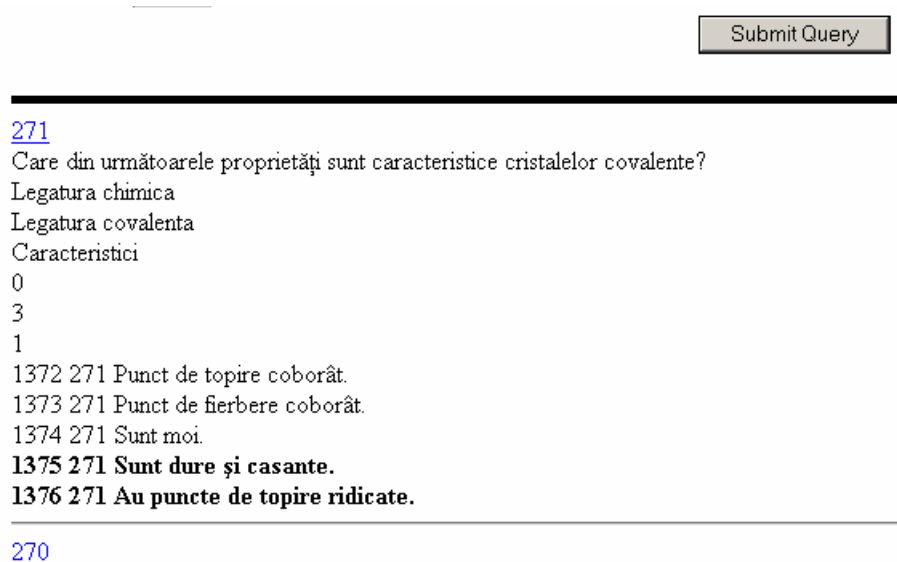 Submit Query
271
Care din următoarele proprietăți sunt caracteristice cristalelor covalente?
Legatura chimica
Legatura covalenta
Caracteristici
0
3
1
1372 271 Punct de topire coborât.
1373 271 Punct de fierbere coborât.
1374 271 Sunt moi.
1375 271 Sunt dure şi casante.
1376 271 Au puncte de topire ridicate.
270